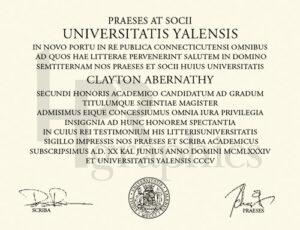 PRAESES AT SOCII
UNIVERSITATIS YALENSIS
IN NOVO PORTU IN RE PUBLICA CONNECTICUTENSI OMNIBUS
AD QUOS HAE LITTERAE PERVENERINT SALUTEM IN DOMINO
SEMTITERNAM NOS PRAESES ET SOCII HUIUS UNIVERSITATIS
CLAYTON ABERNATHY
SECUNDI HONORIS ACADEMICO CANDIDATUM AD GRADUM
TITULUMQUE SCIENTIAE MAGISTER
ADMISIMUS EIQUE CONCESSIUMUS OMNIA IURA PRIVILEGIA
INSIGGNIA AD HUNC HONOREM SPECTANTIA
IN CUIUS REI TESTIMONIUM HIS LITTERISUNIVERSITATIS
SIGILLO IMPRESSIS NOS PRAESES ET SCRIBA ACADEMICUS
SUBSCRIPSIMUS A.D. XX KAL JUNIUS ANNO DOMINI MCMLXXXIV
ET UNIVERSITATIS YALENSIS CCCV
graphics
SCRIBA
PRAESES